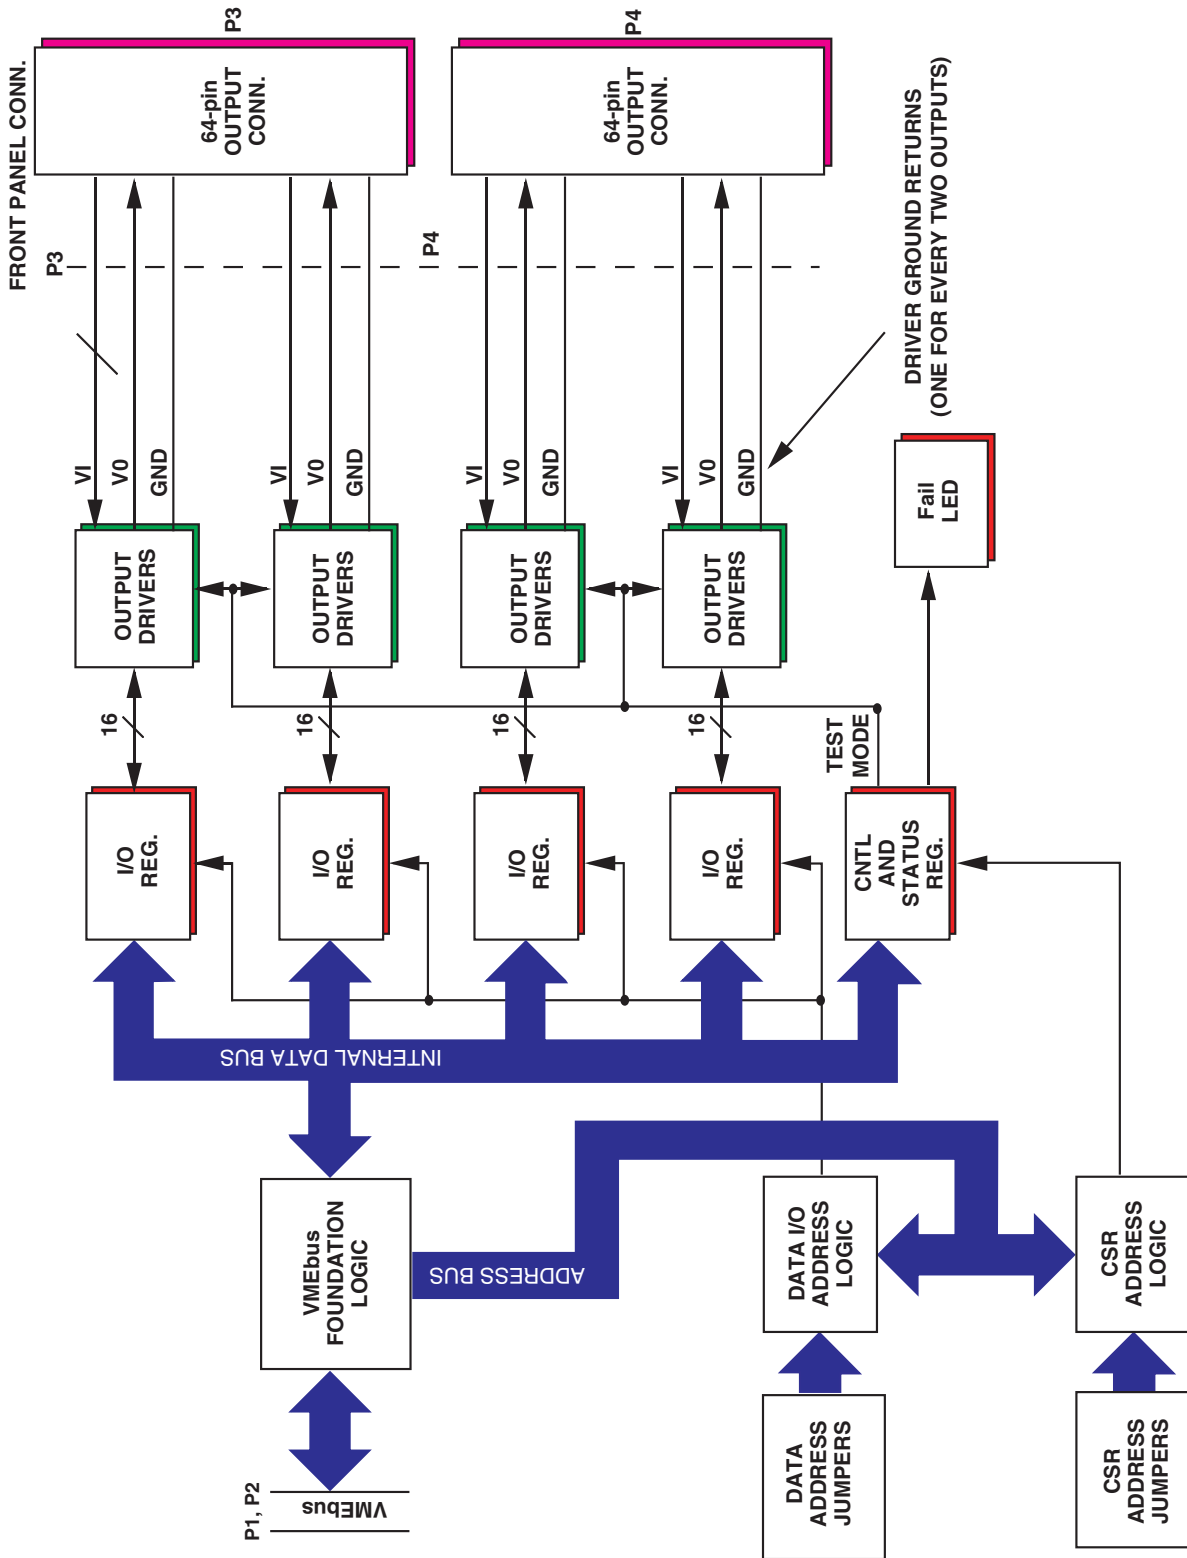 FRONT PANEL CONN.
P3
64-pin
OUTPUT
CONN.
P3
P4
64-pin
OUTPUT
CONN.
P4
VI
V0
GND
VI
V0
GND
VI
V0
GND
VI
V0
GND
DRIVER GROUND RETURNS
(ONE FOR EVERY TWO OUTPUTS)
OUTPUT
DRIVERS
OUTPUT
DRIVERS
OUTPUT
DRIVERS
OUTPUT
DRIVERS
Fail
LED
16
16
16
16
TEST
MODE
I/O
REG.
I/O
REG.
I/O
REG.
I/O
REG.
CNTL
AND
STATUS
REG.
INTERNAL DATA BUS
VMEbus
FOUNDATION
LOGIC
ADDRESS BUS
DATA I/O
ADDRESS
LOGIC
CSR
ADDRESS
LOGIC
P1, P2
VMEbus
DATA
ADDRESS
JUMPERS
CSR
ADDRESS
JUMPERS